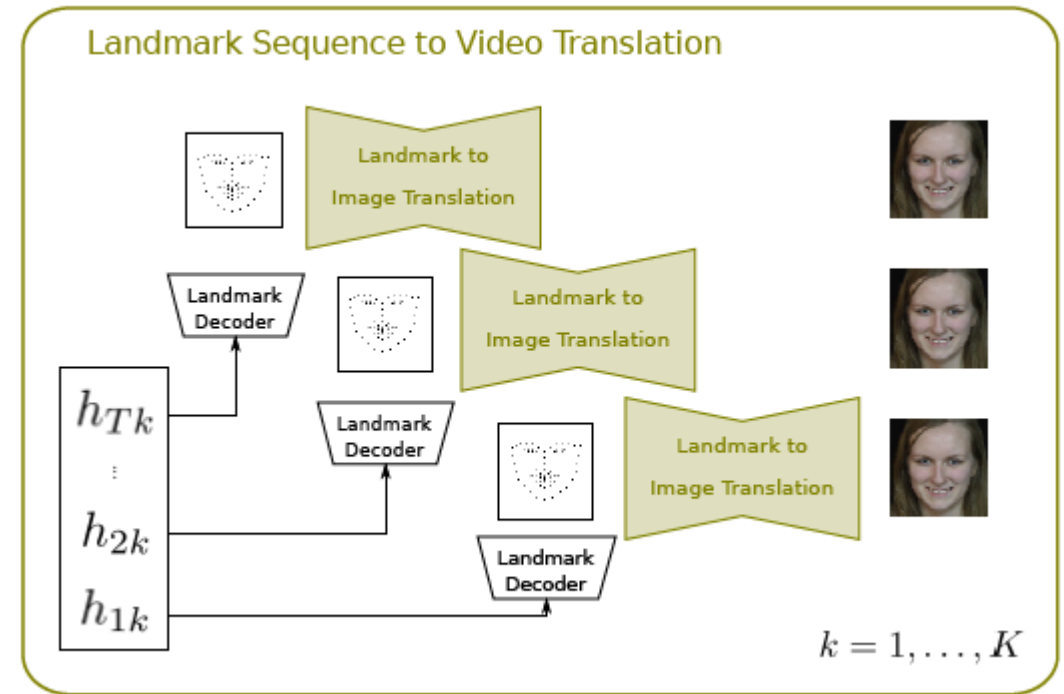 Landmark Sequence to Video Translation
Landmark to
Image Translation
Landmark
Decoder
Landmark to
Image Translation
h_{Tk}
Landmark
Decoder
Landmark to
Image Translation
⋮
h_{2k}
Landmark
Decoder
h_{1k}
k = 1, . . . , K